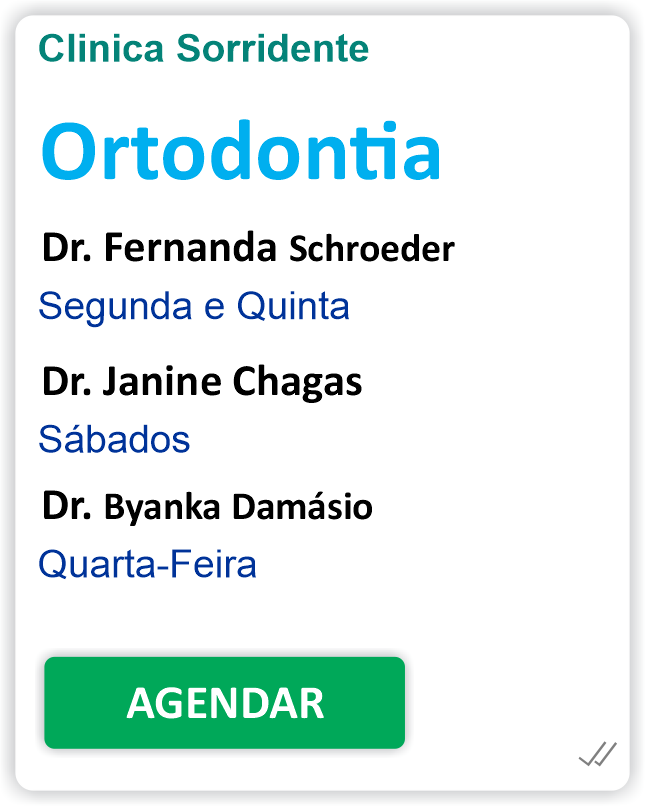 Clinica Sorridente
Ortodontia
Dr. Fernanda Schroeder
Segunda e Quinta
Dr. Janine Chagas
Sábados
Dr. Byanka Damásio
Quarta-Feira
AGENDAR